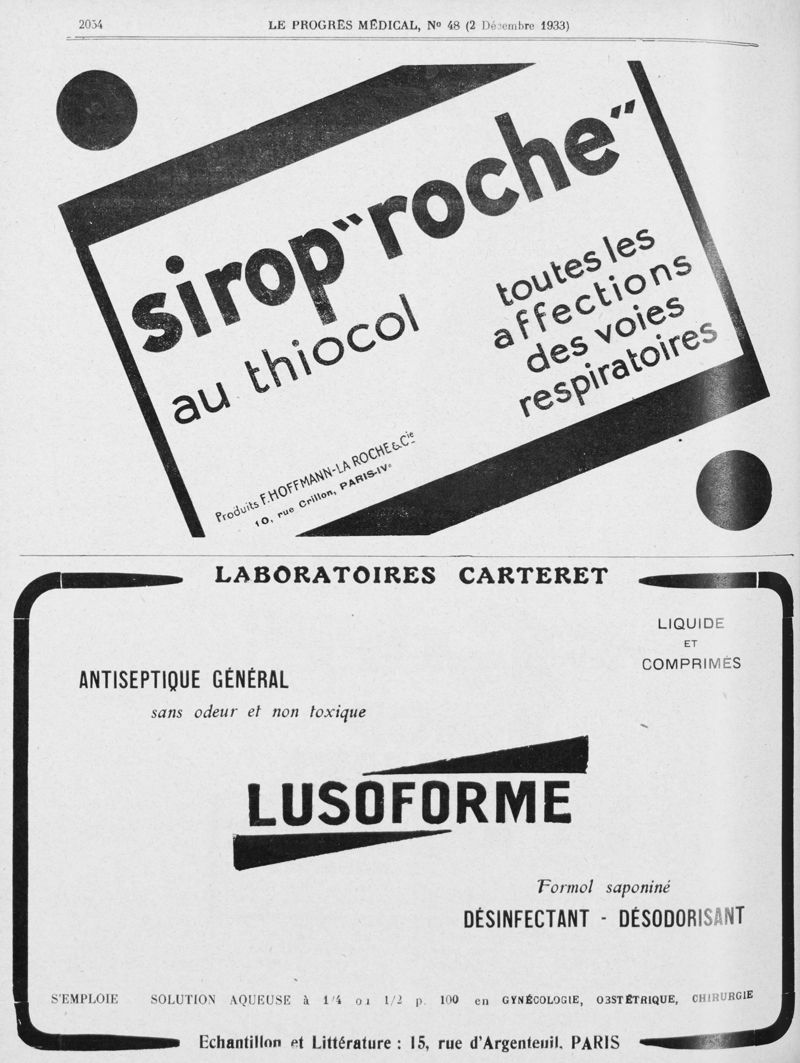 2054
LE PROGRÈS MÉDICAL, Nº 48 (2 Décembre 1933)
sirop "roche"
au thiocol
toutes les
affections
des voies
respiratoires
Produits F. HOFFMANN-LA ROCHE & Cie
10, rue Crillon, PARIS-IVe
LABORATOIRES CARTERET
LIQUIDE
ET
COMPRIMÉS
ANTISEPTIQUE GÉNÉRAL
sans odeur et non toxique
LUSOFORME
Formol saponiné
DÉSINFECTANT - DÉSODORISANT
S'EMPLOIE SOLUTION AQUEUSE à 1/4 ou 1/2 p. 100 en GYNÉCOLOGIE, OBSTÉTRIQUE, CHIRURGIE
Echantillon et Littérature : 15, rue d'Argenteuil. PARIS